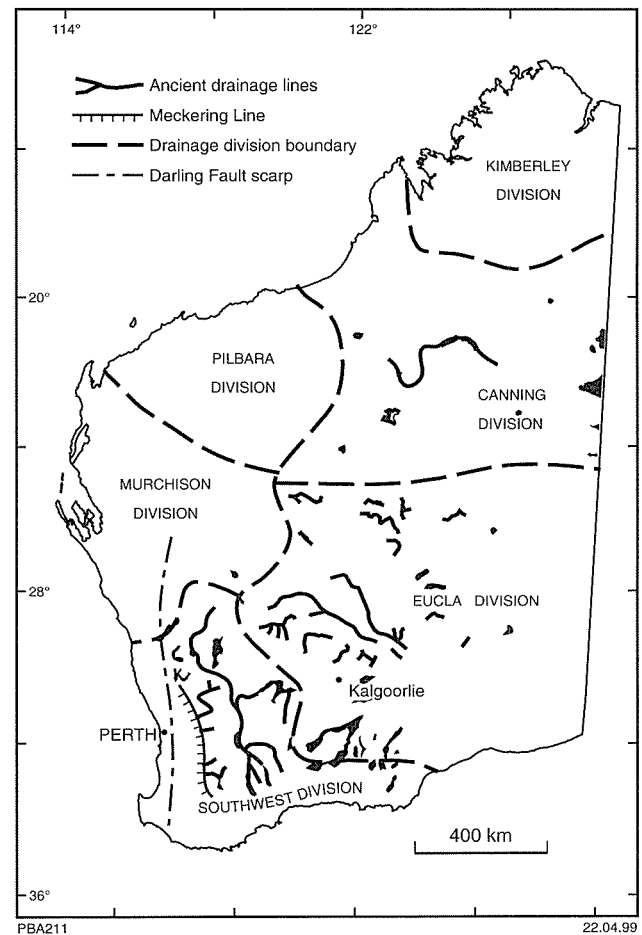 114° 122°
Ancient drainage lines
Meckering Line
Drainage division boundary
Darling Fault scarp
KIMBERLEY
DIVISION
20°
PILBARA
DIVISION
CANNING
DIVISION
MURCHISON
DIVISION
28°
EUCLA DIVISION
Kalgoorlie
PERTH
SOUTHWEST DIVISION
400 km
36°
PBA211 22.04.99